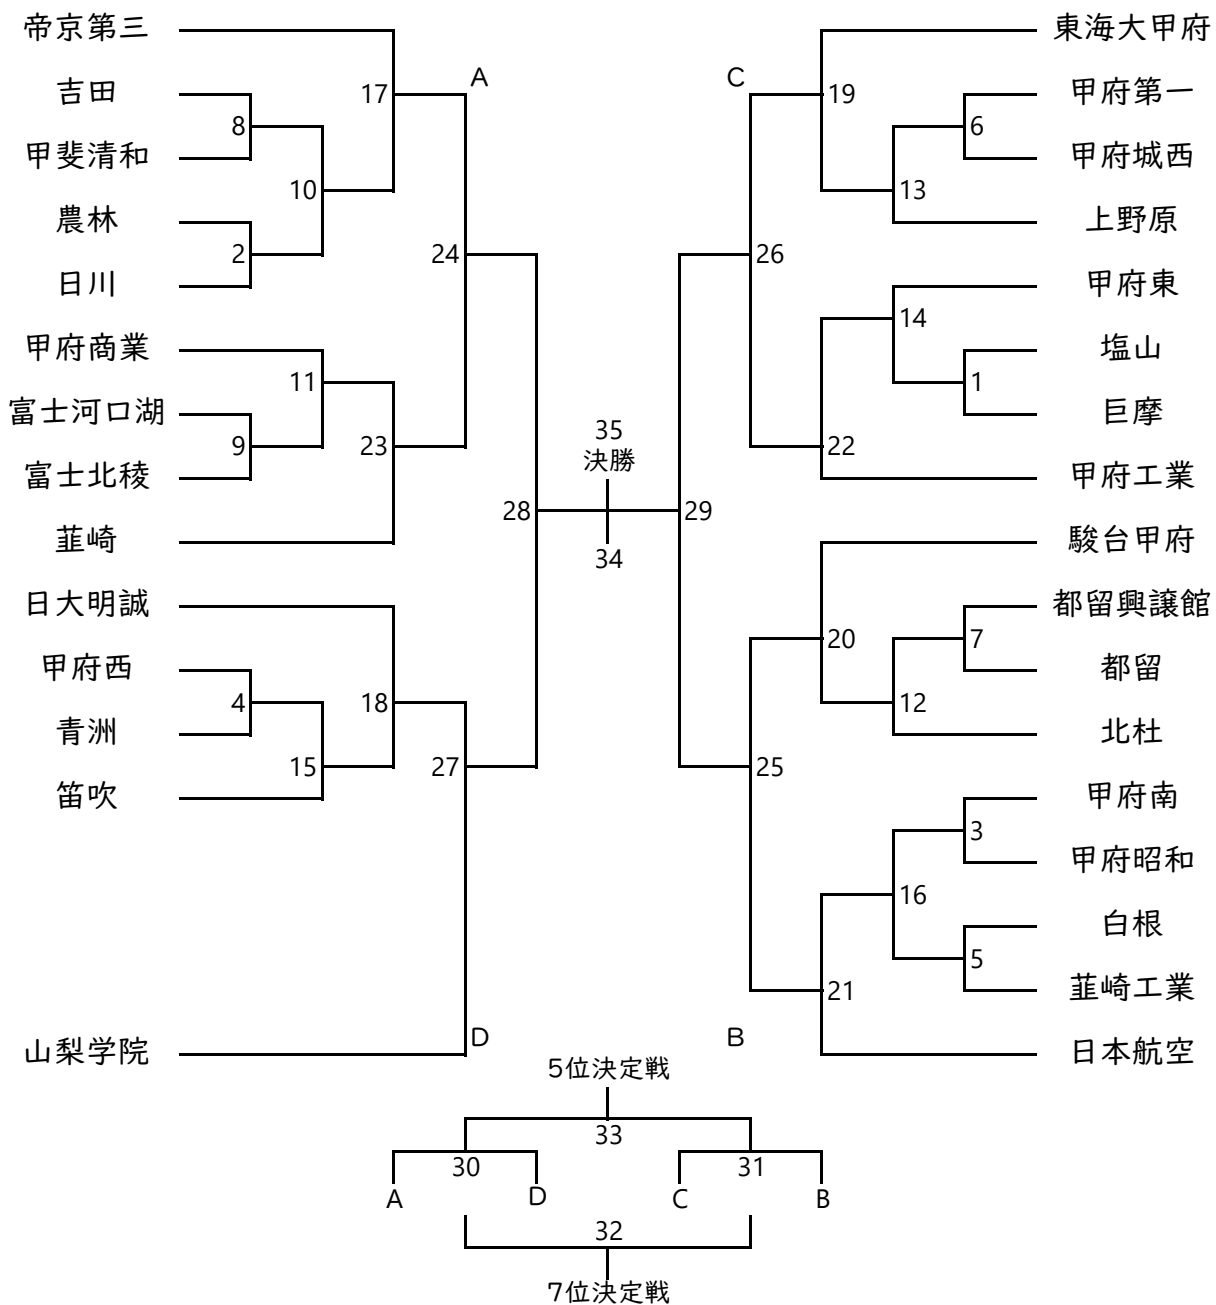 帝京第三
吉田
甲斐清和
農林
日川
甲府商業
富士河口湖
富士北稜
韮崎
日大明誠
甲府西
青洲
笛吹
山梨学院
8
2
9
4
10
11
15
17
23
18
A
24
27
D
28
35
決勝
34
29
C
26
25
B
19
22
20
21
13
14
12
16
6
1
7
3
5
東海大甲府
甲府第一
甲府城西
上野原
甲府東
塩山
巨摩
甲府工業
駿台甲府
都留興譲館
都留
北杜
甲府南
甲府昭和
白根
韮崎工業
日本航空
5位決定戦
33
30
31
A
D
C
B
32
7位決定戦